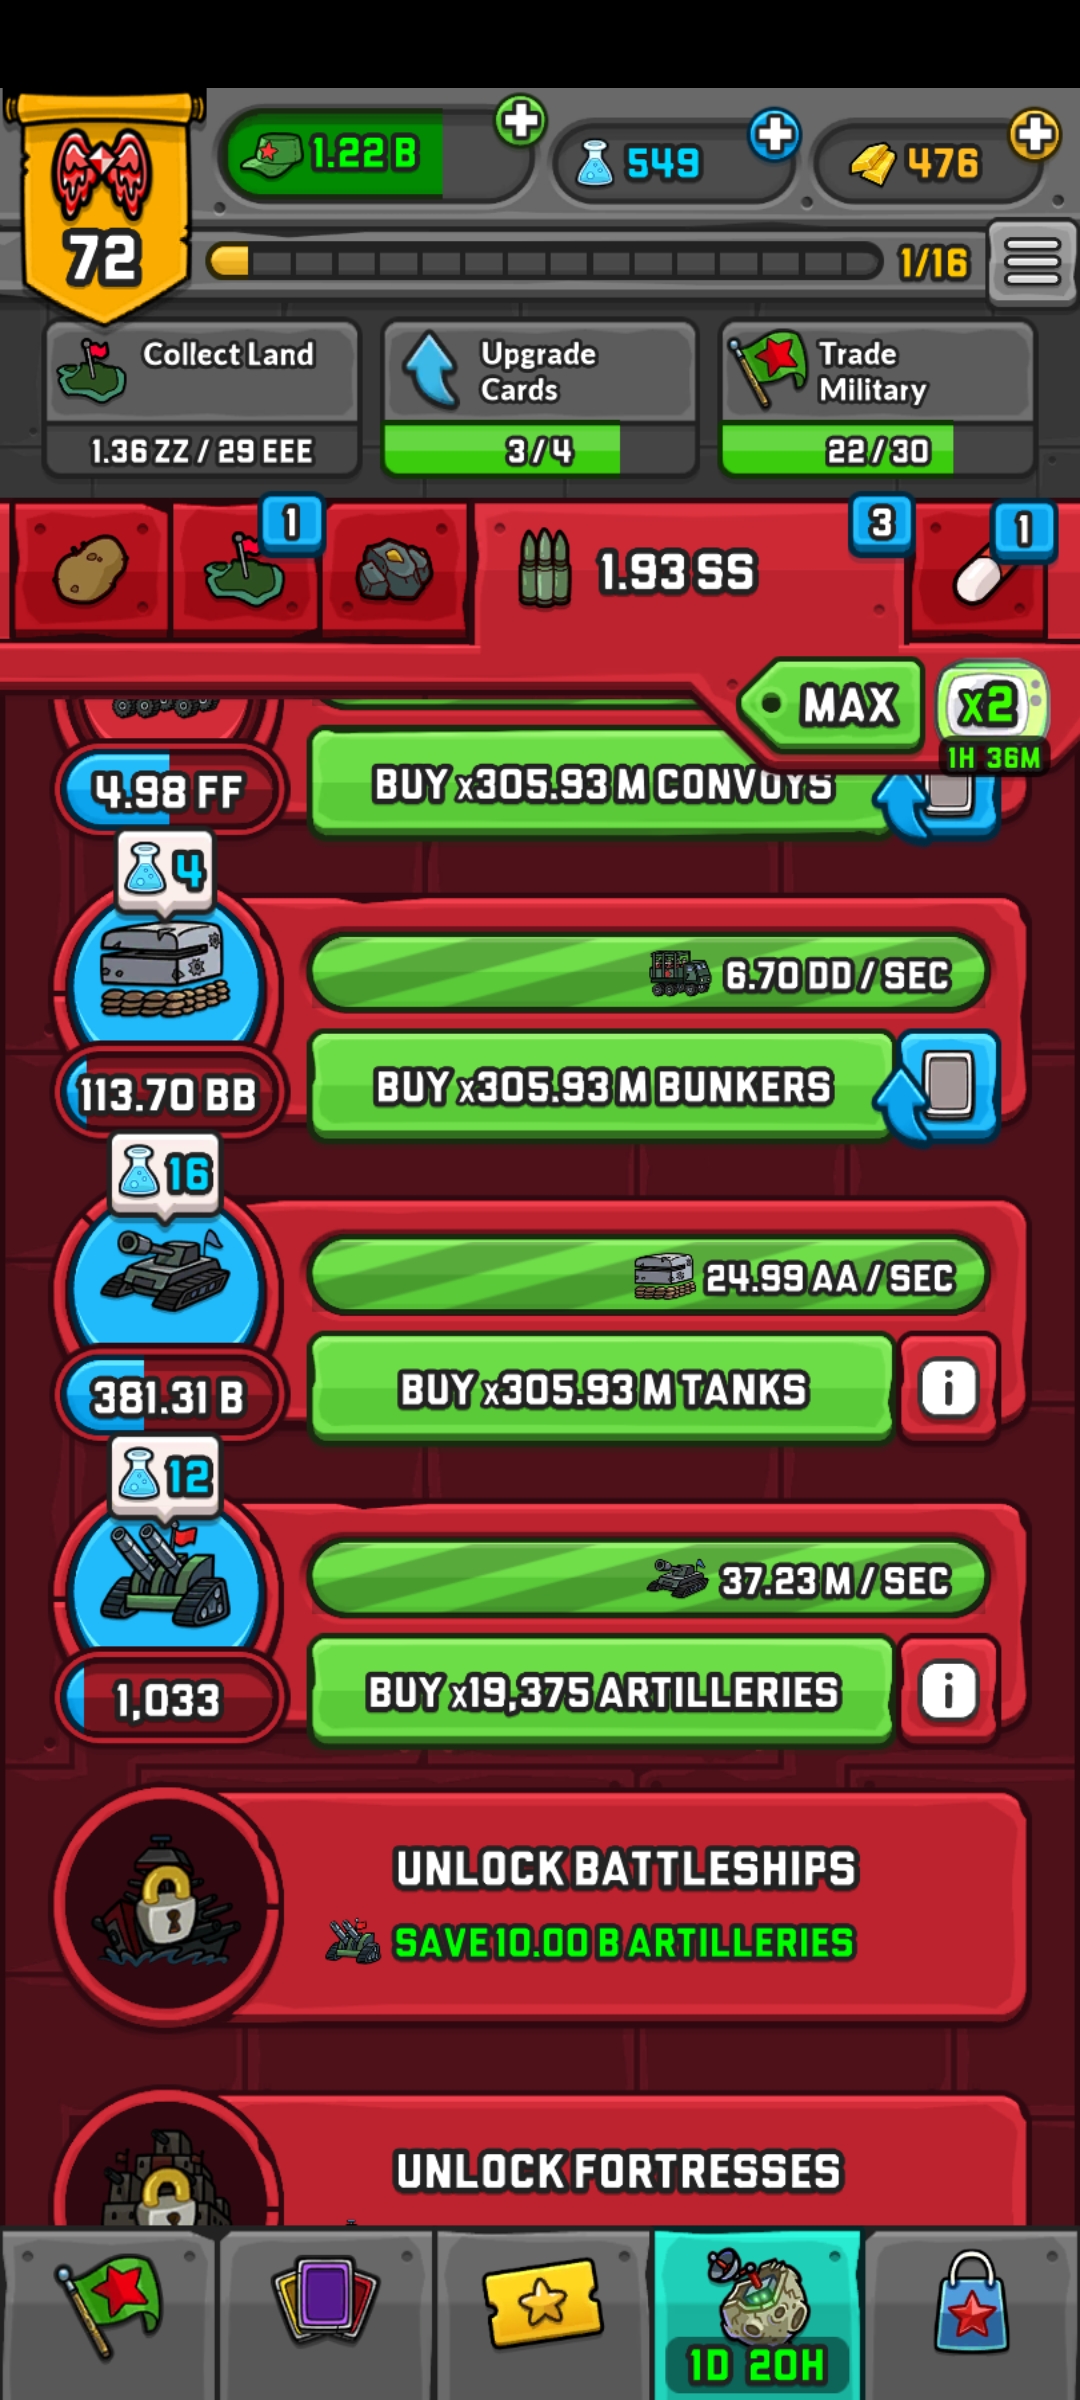 1.22 B
549
476
72
1/16
Collect Land
1.36 ZZ / 29 EEE
Upgrade
Cards
3/4
Trade
Military
22/30
1
1.93 SS
3
1
MAX
x2
1H 36M
4.98 FF
BUY x305.93 M CONVOYS
4
6.70 DD / SEC
113.70 BB
BUY x305.93 M BUNKERS
16
24.99 AA / SEC
381.31 B
BUY x305.93 M TANKS
i
12
37.23 M / SEC
1,033
BUY x19,375 ARTILLERIES
i
UNLOCK BATTLESHIPS
SAVE 10.00 B ARTILLERIES
UNLOCK FORTRESSES
1D 20H